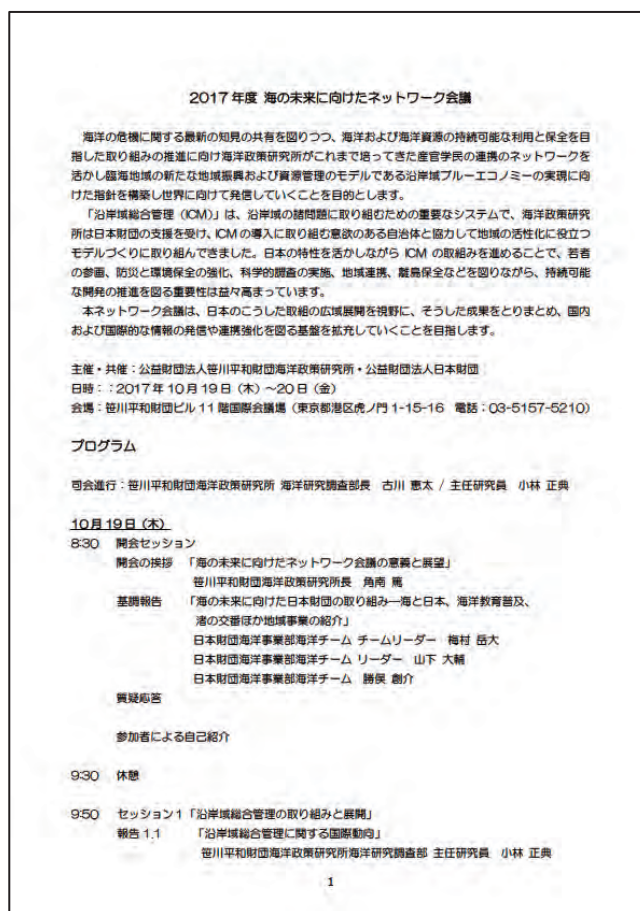 2017年度 海の未来に向けたネットワーク会議
海洋の危機に関する最新の知見の共有を図りつつ、海洋および海洋資源の持続可能な利用と保全を目
指した取り組みの推進に向け海洋政策研究所がこれまで培ってきた産官学民の連携のネットワークを
活かし臨海地域の新たな地域振興および資源管理のモデルである沿岸域ブルーエコノミーの実現に向
けた指針を構築し世界に向けて発信していくことを目的とします。
「沿岸域総合管理（ICM）」は、沿岸域の諸問題に取り組むための重要なシステムで、海洋政策研究
所は日本財団の支援を受け、ICMの導入に取り組む意欲のある自治体と協力して地域の活性化に役立つ
モデルづくりに取り組んできました。日本の特性を活かしながら ICM の取組みを進めることで、若者
の参画、防災と環境保全の強化、科学的調査の実施、地域連携、離島保全などを図りながら、持続可能
な開発の推進を図る重要性は益々高まっています。
本ネットワーク会議は、日本のこうした取組の広域展開を視野に、そうした成果をとりまとめ、国内
および国際的な情報の発信や連携強化を図る基盤を拡充していくことを目指します。
主催・共催：公益財団法人笹川平和財団海洋政策研究所・公益財団法人日本財団
日時：：2017年10月19日（木）～20日（金）
会場：笹川平和財団ビル 11 階国際会議場（東京都港区虎ノ門 1-15-16 電話：03-5157-5210）
プログラム
司会進行：笹川平和財団海洋政策研究所 海洋研究調査部長 古川 恵太 / 主任研究員 小林 正典
10月19日（木）
8:30 開会セッション
開会の挨拶 「海の未来に向けたネットワーク会議の意義と展望」
笹川平和財団海洋政策研究所長 角南 篤
基調報告 「海の未来に向けた日本財団の取り組み―海と日本、海洋教育普及、
渚の交番ほか地域事業の紹介」
日本財団海洋事業部海洋チーム チームリーダー 梅村 岳大
日本財団海洋事業部海洋チーム リーダー 山下 大輔
日本財団海洋事業部海洋チーム 勝俣 創介
質疑応答
参加者による自己紹介
9:30 休憩
9:50 セッション1「沿岸域総合管理の取り組みと展開」
報告 1.1 「沿岸域総合管理に関する国際動向」
笹川平和財団海洋政策研究所海洋研究調査部 主任研究員 小林 正典
1